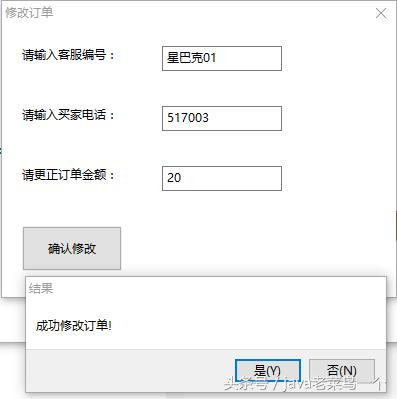 修改订单
请输入客服编号：
星巴克01
请输入买家电话：
517003
请更正订单金额：
20
确认修改
结果
成功修改订单!
是(Y)
否(N)
头条号/java老菜鸟一个